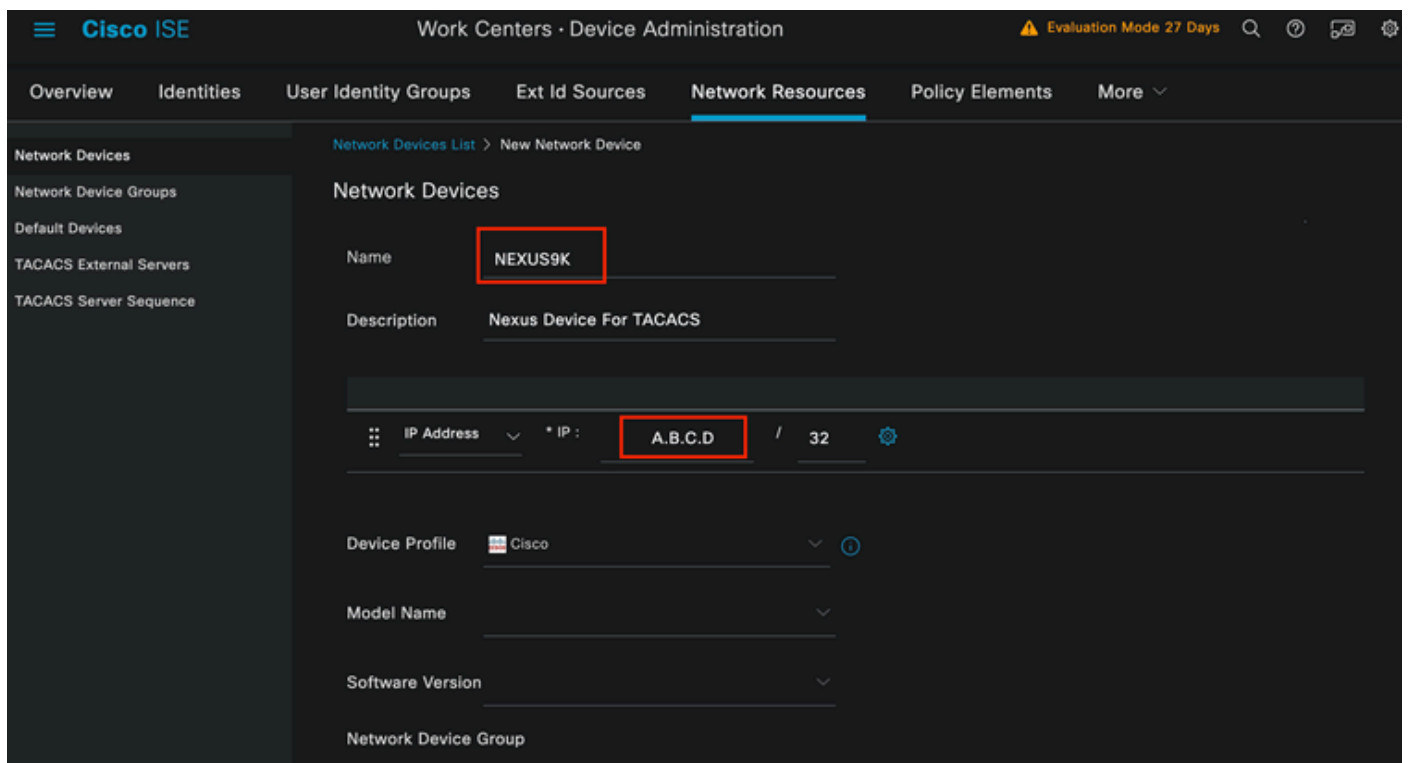 Cisco ISE Work Centers · Device Administration Evaluation Mode 27 Days
Overview Identities User Identity Groups Ext Id Sources Network Resources Policy Elements More
Network Devices
Network Device Groups
Default Devices
TACACS External Servers
TACACS Server Sequence
Network Devices List > New Network Device
Network Devices
Name NEXUS9K
Description Nexus Device For TACACS
IP Address * IP : A.B.C.D / 32
Device Profile Cisco
Model Name
Software Version
Network Device Group